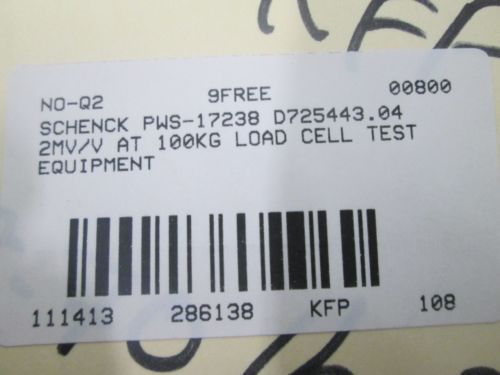 NO-Q2 9FREE 00800
SCHENCK PWS-17238 D725443.04
2MV/V AT 100KG LOAD CELL TEST
EQUIPMENT
111413 286138 KFP 108